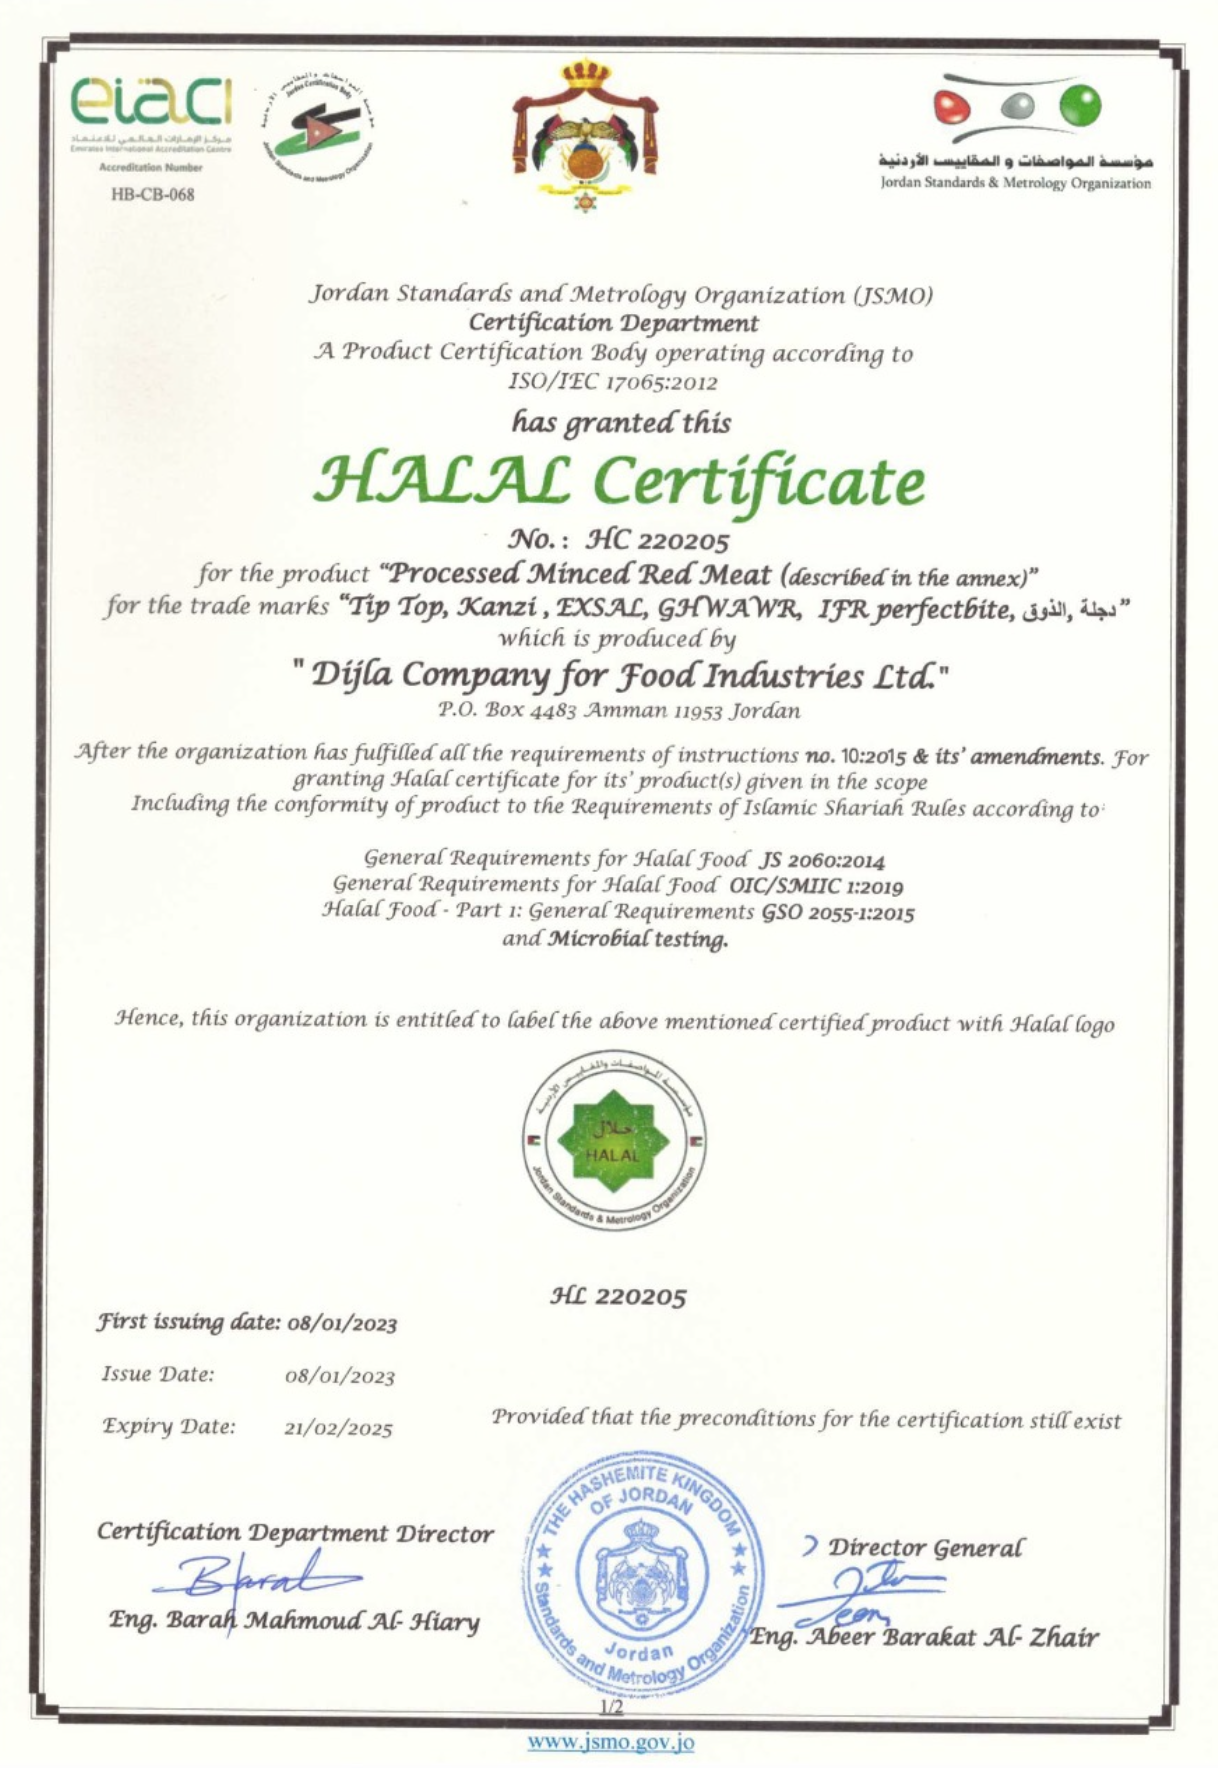 eiaci
مركز الإمارات العالمي للاعتماد
Emirates International Accreditation Centre
Accreditation Number
HB-CB-068
Jordan Certification Body
Jordan Standards and Metrology Organization
مؤسسة المواصفات و المقاييس الأردنية
Jordan Standards & Metrology Organization
Jordan Standards and Metrology Organization (JSMO)
Certification Department
A Product Certification Body operating according to
ISO/IEC 17065:2012
has granted this
HALAL Certificate
No. : HC 220205
for the product “Processed Minced Red Meat (described in the annex)”
for the trade marks “Tip Top, Kanzi , EXSAL, GHWAWR, IFR perfectbite, دجلة ,الذوق”
which is produced by
" Dijla Company for Food Industries Ltd."
P.O. Box 4483 Amman 11953 Jordan
After the organization has fulfilled all the requirements of instructions no. 10:2015 & its’ amendments. For
granting Halal certificate for its’ product(s) given in the scope
Including the conformity of product to the Requirements of Islamic Shariah Rules according to:
General Requirements for Halal Food JS 2060:2014
General Requirements for Halal Food OIC/SMIIC 1:2019
Halal Food - Part 1: General Requirements GSO 2055-1:2015
and Microbial testing.
Hence, this organization is entitled to label the above mentioned certified product with Halal logo
مؤسسة المواصفات والمقاييس الأردنية
حلال
HALAL
Jordan Standards & Metrology Organization
HL 220205
First issuing date: 08/01/2023
Issue Date: 08/01/2023
Expiry Date: 21/02/2025
Provided that the preconditions for the certification still exist
THE HASHEMITE KINGDOM
OF JORDAN
Jordan
Standards and Metrology Organization
Certification Department Director
Eng. Barah Mahmoud Al- Hiary
Director General
Eng. Abeer Barakat Al- Zhair
1/2
www.jsmo.gov.jo